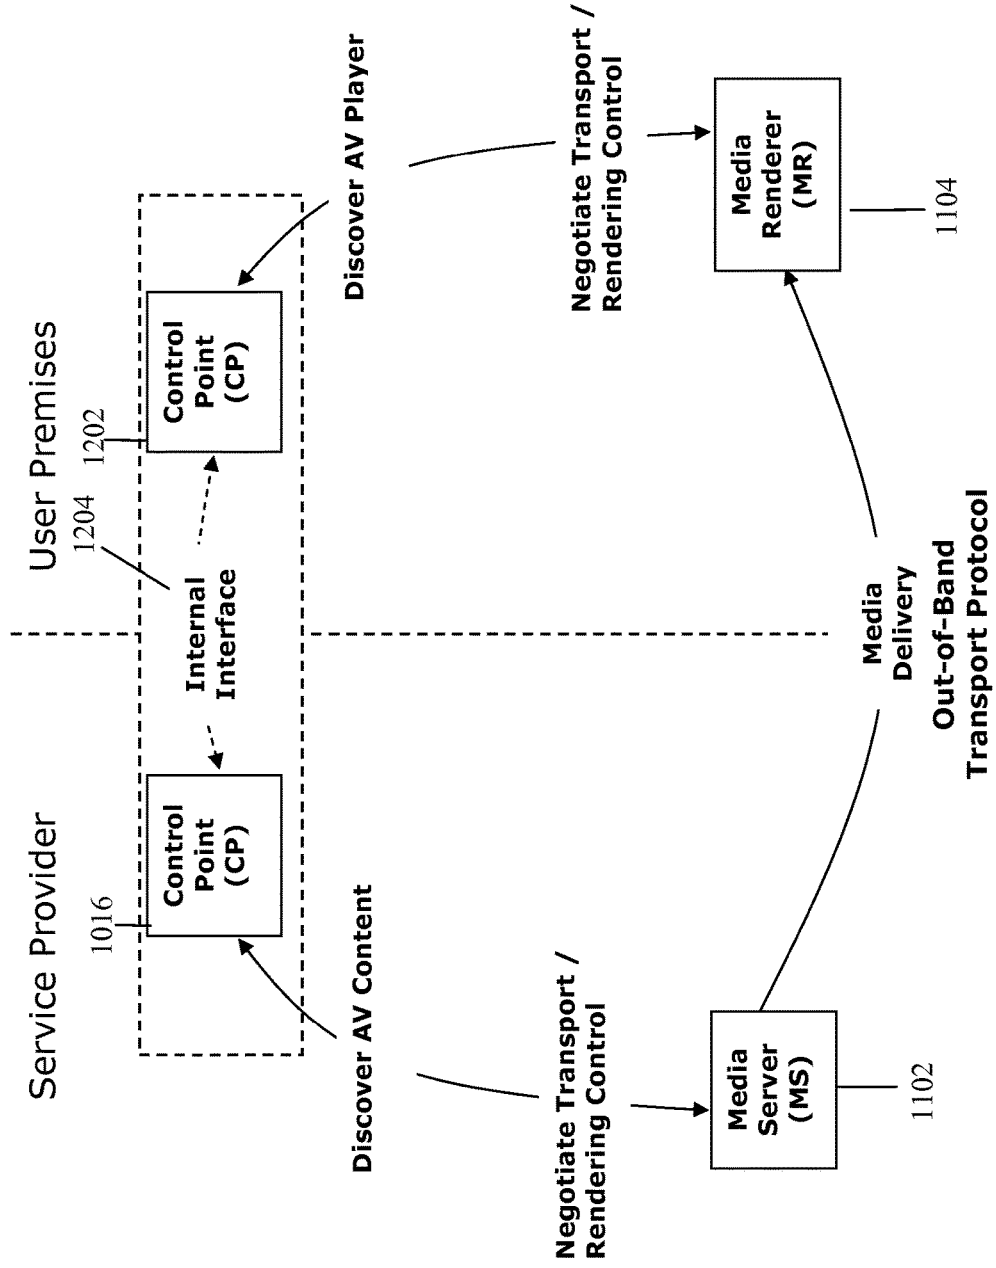 Service Provider
User Premises
1016
1204
1202
Control
Point
(CP)
Internal
Interface
Control
Point
(CP)
Discover AV Content
Discover AV Player
Negotiate Transport /
Rendering Control
Negotiate Transport /
Rendering Control
Media
Server
(MS)
1102
Media
Renderer
(MR)
1104
Media
Delivery
Out-of-Band
Transport Protocol